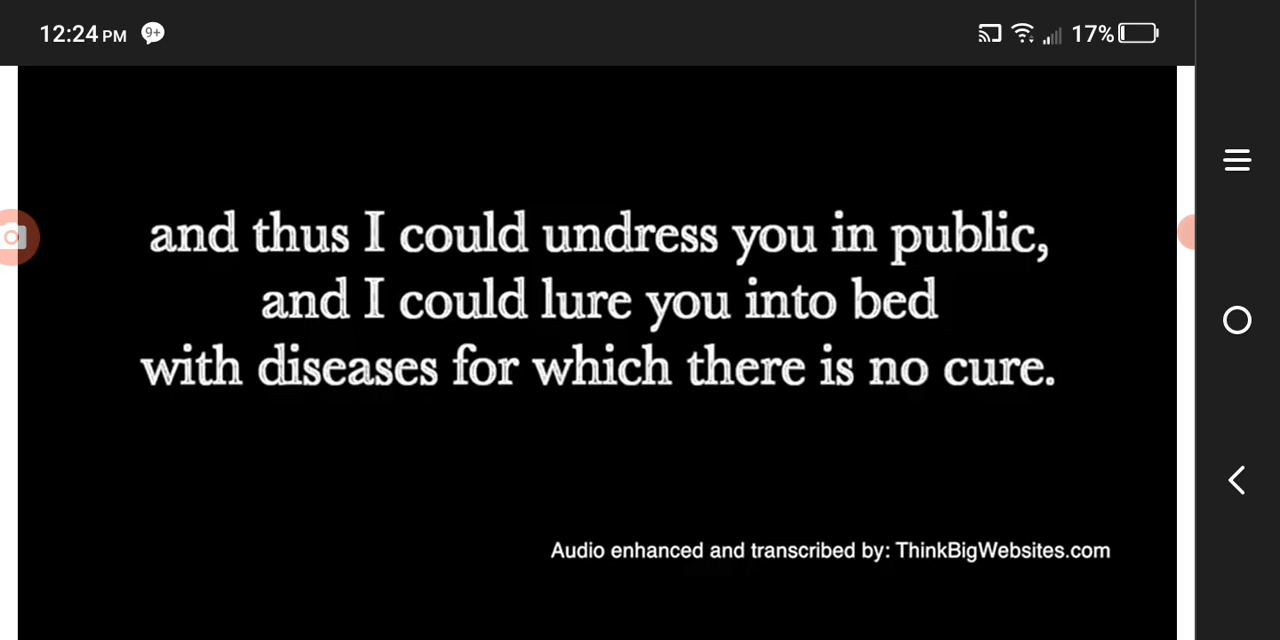 12:24 PM 9+ 17%
and thus I could undress you in public,
and I could lure you into bed
with diseases for which there is no cure.
Audio enhanced and transcribed by: ThinkBigWebsites.com